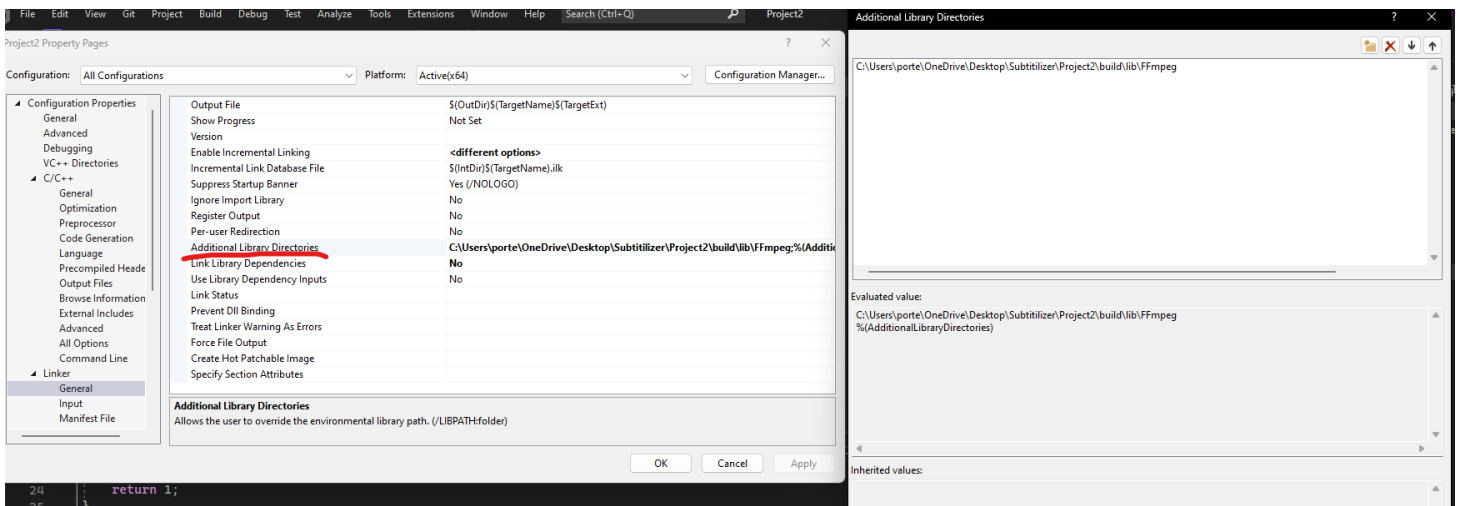 File Edit View Git Project Build Debug Test Analyze Tools Extensions Window Help Search (Ctrl+Q) Project2
Project2 Property Pages ? ×
Configuration: All Configurations Platform: Active(x64) Configuration Manager...
Configuration Properties
General
Advanced
Debugging
VC++ Directories
C/C++
General
Optimization
Preprocessor
Code Generation
Language
Precompiled Heade
Output Files
Browse Information
External Includes
Advanced
All Options
Command Line
Linker
General
Input
Manifest File
Output File $(OutDir)$(TargetName)$(TargetExt)
Show Progress Not Set
Version
Enable Incremental Linking <different options>
Incremental Link Database File $(IntDir)$(TargetName).ilk
Suppress Startup Banner Yes (/NOLOGO)
Ignore Import Library No
Register Output No
Per-user Redirection No
Additional Library Directories C:\Users\porte\OneDrive\Desktop\Subtitilizer\Project2\build\lib\FFmpeg;%(Additic
Link Library Dependencies No
Use Library Dependency Inputs No
Link Status
Prevent Dll Binding
Treat Linker Warning As Errors
Force File Output
Create Hot Patchable Image
Specify Section Attributes
Additional Library Directories
Allows the user to override the environmental library path. (/LIBPATH:folder)
OK Cancel Apply
24 return 1;
25 }
Additional Library Directories ? ×
C:\Users\porte\OneDrive\Desktop\Subtitilizer\Project2\build\lib\FFmpeg
Evaluated value:
C:\Users\porte\OneDrive\Desktop\Subtitilizer\Project2\build\lib\FFmpeg
%(AdditionalLibraryDirectories)
Inherited values: